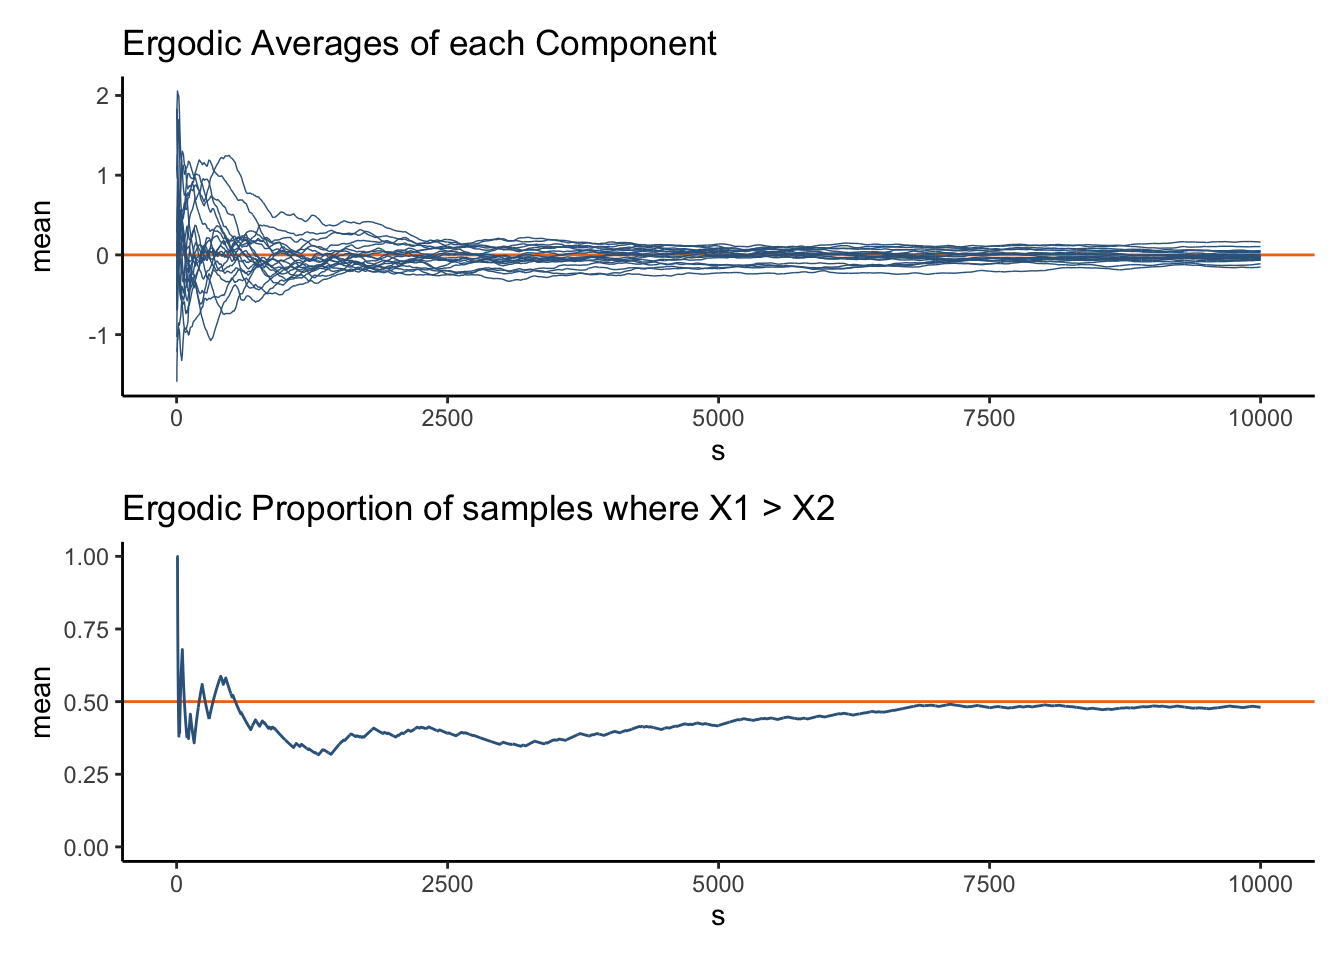 Ergodic Averages of each Component
2
1
0
-1
mean
0 2500 5000 7500 10000
s
Ergodic Proportion of samples where X1 > X2
1.00
0.75
0.50
0.25
0.00
mean
0 2500 5000 7500 10000
s